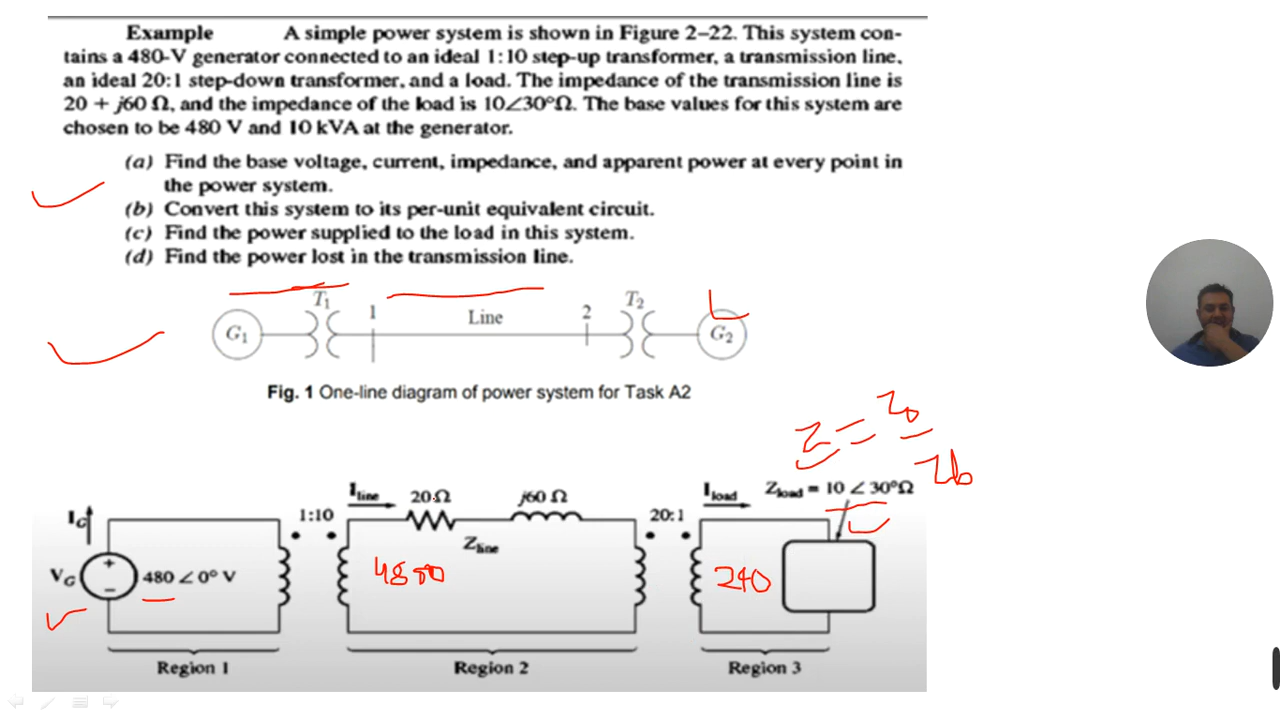 Example A simple power system is shown in Figure 2–22. This system con-
tains a 480-V generator connected to an ideal 1:10 step-up transformer, a transmission line,
an ideal 20:1 step-down transformer, and a load. The impedance of the transmission line is
20 + j60 Ω, and the impedance of the load is 10∠30°Ω. The base values for this system are
chosen to be 480 V and 10 kVA at the generator.
(a) Find the base voltage, current, impedance, and apparent power at every point in
the power system.
(b) Convert this system to its per-unit equivalent circuit.
(c) Find the power supplied to the load in this system.
(d) Find the power lost in the transmission line.
G1 T1 1 Line 2 T2 G2
Fig. 1 One-line diagram of power system for Task A2
Z = Z0 / Zb
Iline 20Ω j60 Ω Iload Zload = 10 ∠ 30°Ω
IG 1:10 20:1
Zline
VG 480 ∠ 0° V 4800 240
Region 1 Region 2 Region 3